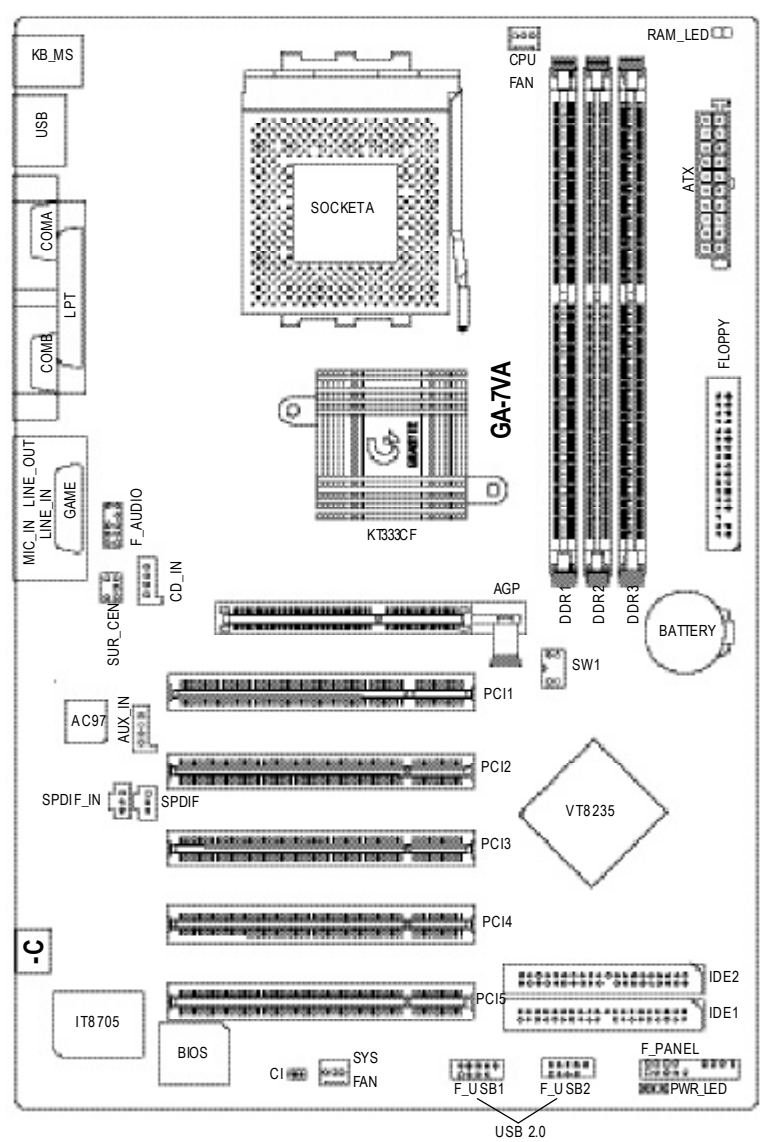 RAM_LED
KB_MS
CPU
FAN
USB
ATX
SOCKETA
COMA
LPT
COMB
FLOPPY
GA-7VA
GIGABYTE
KT333CF
MIC_IN LINE_OUT
LINE_IN
GAME
F_AUDIO
CD_IN
SUR_CEN
AGP
DDR1
DDR2
DDR3
BATTERY
SW1
PCI1
AC97
AUX_IN
PCI2
SPDIF_IN
SPDIF
VT8235
PCI3
PCI4
-C
IDE2
PCI5
IDE1
IT8705
BIOS
CI
SYS
FAN
F_USB1
F_USB2
F_PANEL
PWR_LED
USB 2.0